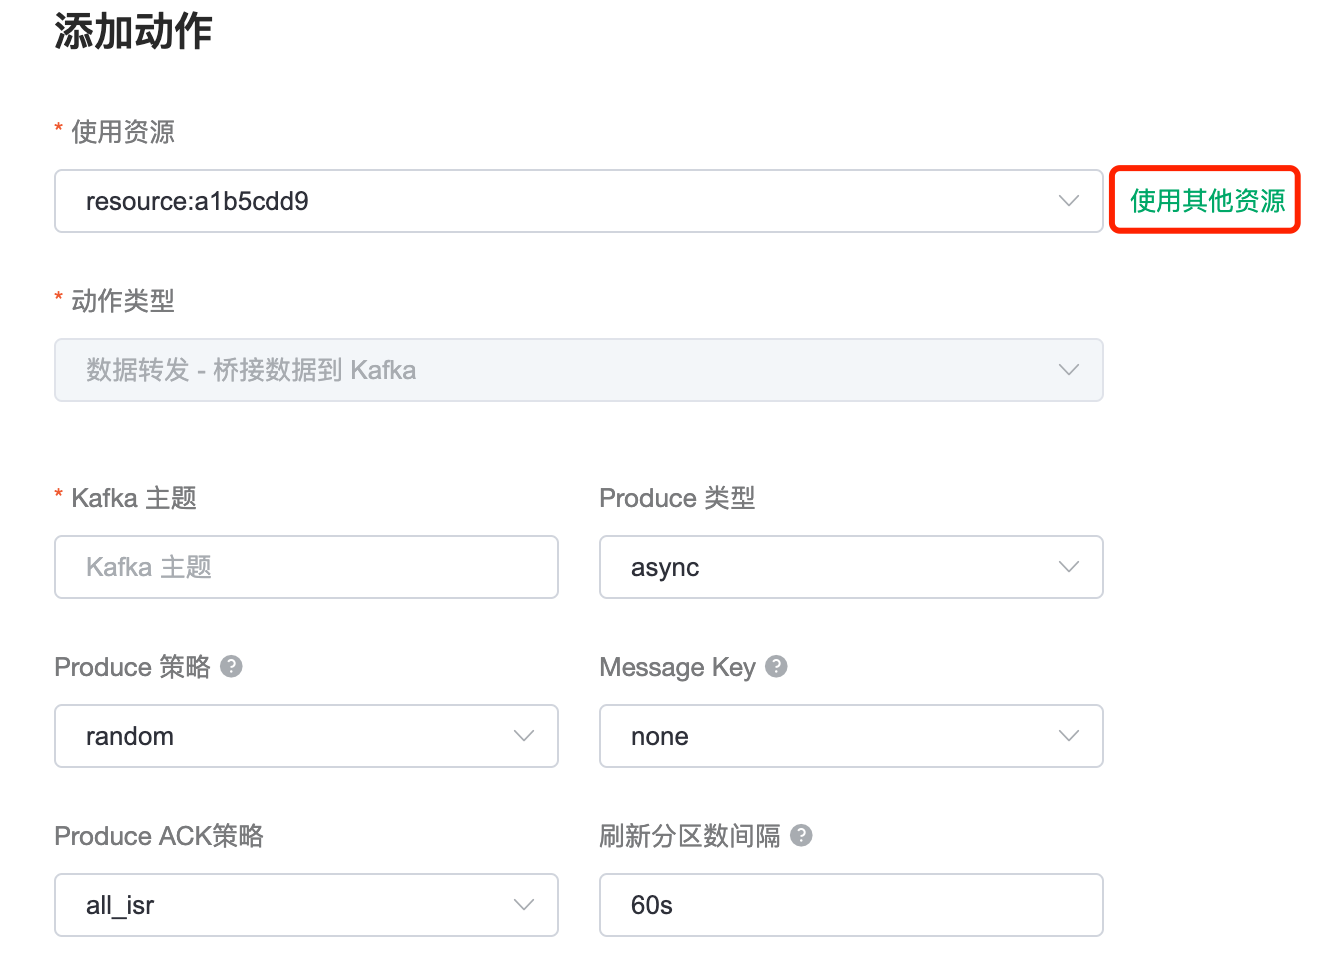 添加动作
* 使用资源
resource:a1b5cdd9
使用其他资源
* 动作类型
数据转发 - 桥接数据到 Kafka
* Kafka 主题
Produce 类型
Kafka 主题
async
Produce 策略 ?
Message Key ?
random
none
Produce ACK策略
刷新分区数间隔 ?
all_isr
60s